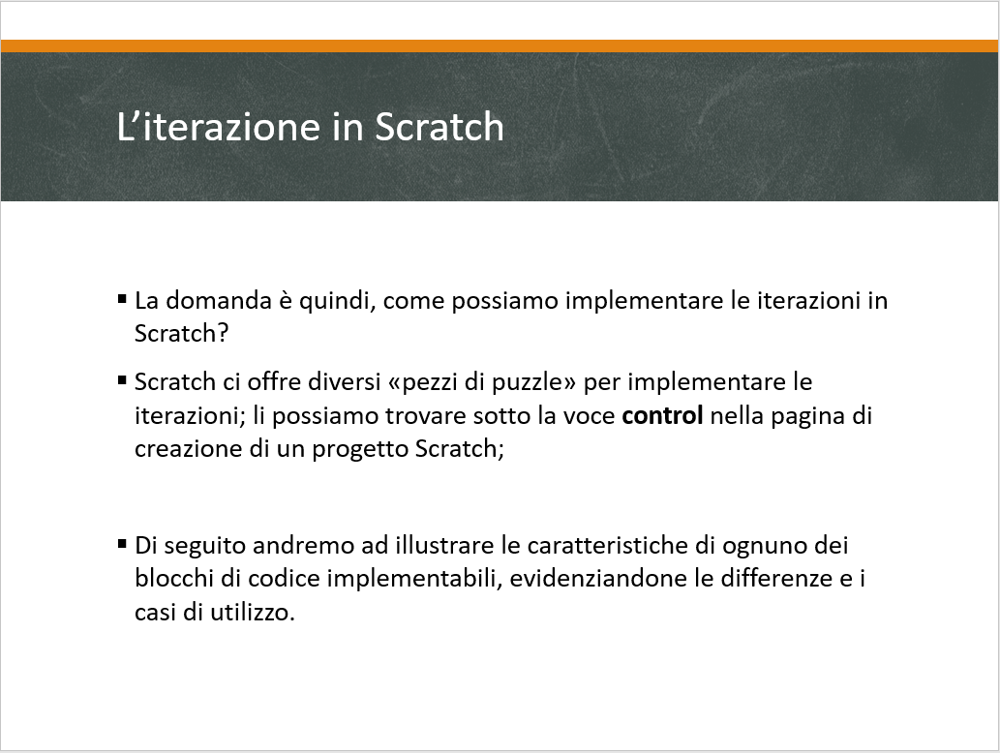 L’iterazione in Scratch
▪ La domanda è quindi, come possiamo implementare le iterazioni in
Scratch?
▪ Scratch ci offre diversi «pezzi di puzzle» per implementare le
iterazioni; li possiamo trovare sotto la voce control nella pagina di
creazione di un progetto Scratch;
▪ Di seguito andremo ad illustrare le caratteristiche di ognuno dei
blocchi di codice implementabili, evidenziandone le differenze e i
casi di utilizzo.